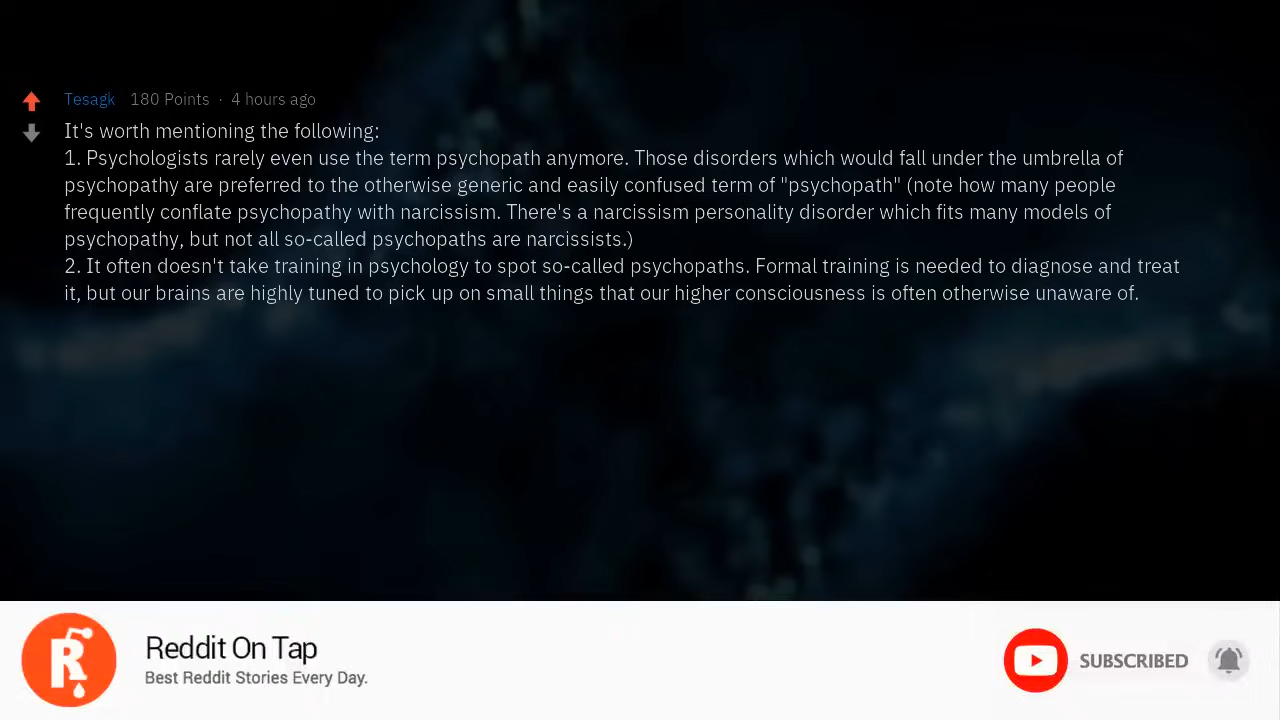 Tesagk 180 Points · 4 hours ago
It's worth mentioning the following:
1. Psychologists rarely even use the term psychopath anymore. Those disorders which would fall under the umbrella of
psychopathy are preferred to the otherwise generic and easily confused term of "psychopath" (note how many people
frequently conflate psychopathy with narcissism. There's a narcissism personality disorder which fits many models of
psychopathy, but not all so-called psychopaths are narcissists.)
2. It often doesn't take training in psychology to spot so-called psychopaths. Formal training is needed to diagnose and treat
it, but our brains are highly tuned to pick up on small things that our higher consciousness is often otherwise unaware of.
Reddit On Tap
Best Reddit Stories Every Day.
SUBSCRIBED